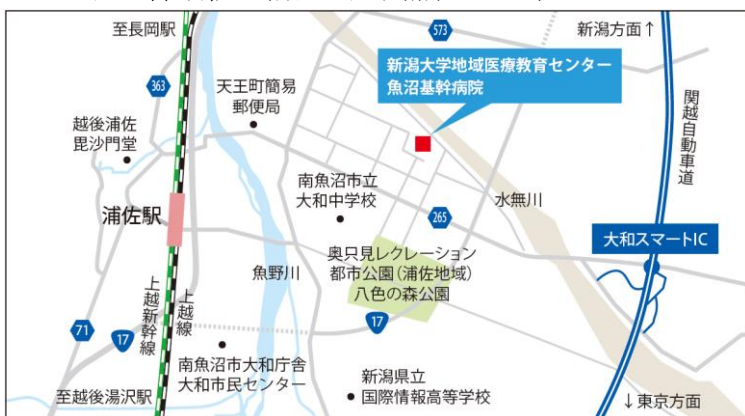 至長岡駅
573
新潟方面↑
新潟大学地域医療教育センター
魚沼基幹病院
363
天王町簡易
郵便局
越後浦佐
毘沙門堂
関越自動車道
南魚沼市立
大和中学校
水無川
浦佐駅
265
大和スマートIC
奥只見レクレーション
都市公園(浦佐地域)
八色の森公園
魚野川
上越新幹線
上越線
71
17
17
南魚沼市大和庁舎
大和市民センター
新潟県立
国際情報高等学校
至越後湯沢駅
↓東京方面